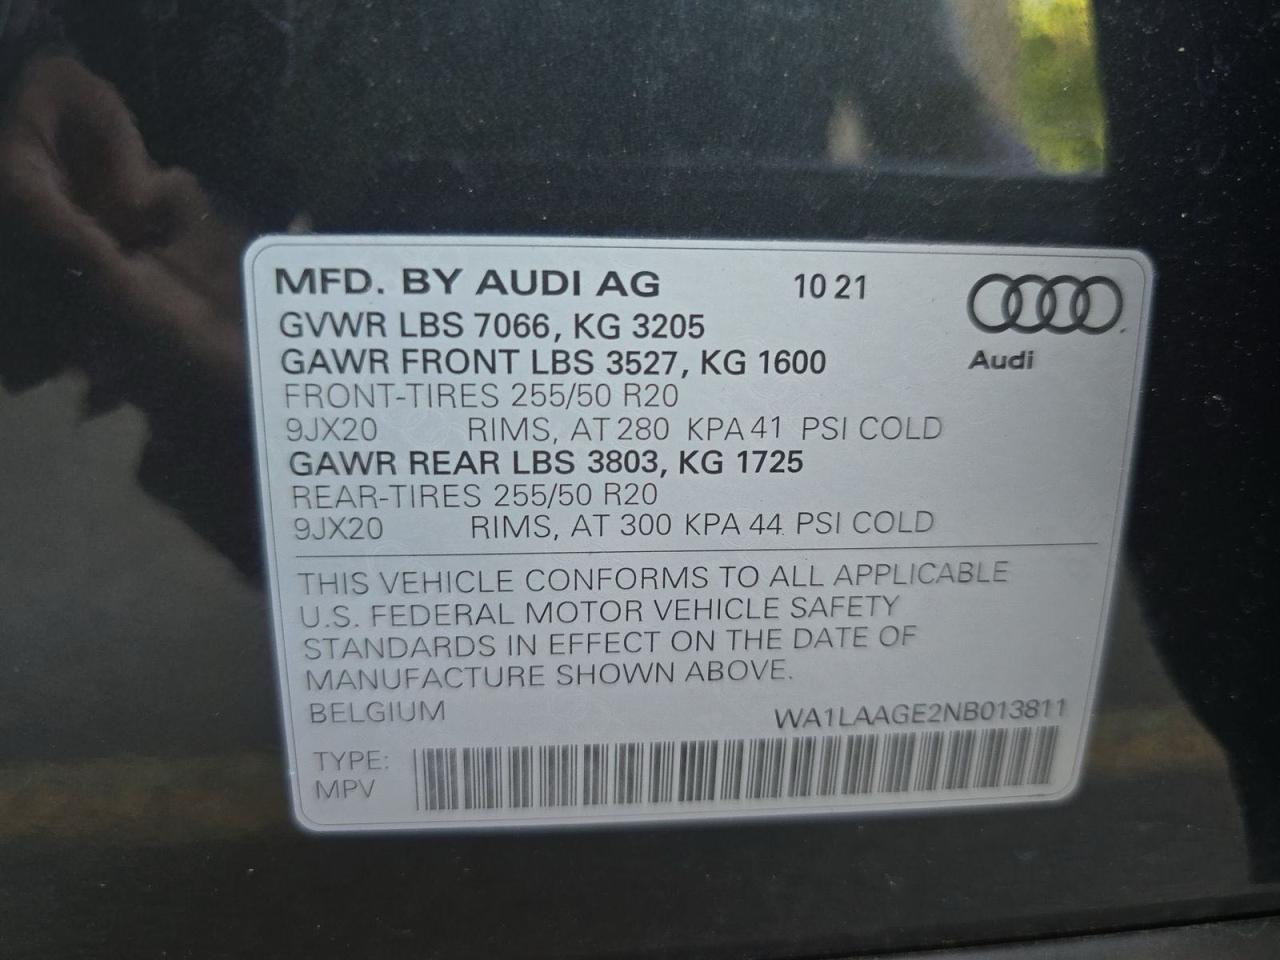 MFD. BY AUDI AG 10 21
GVWR LBS 7066, KG 3205
GAWR FRONT LBS 3527, KG 1600
Audi
FRONT-TIRES 255/50 R20
9JX20 RIMS, AT 280 KPA 41 PSI COLD
GAWR REAR LBS 3803, KG 1725
REAR-TIRES 255/50 R20
9JX20 RIMS, AT 300 KPA 44 PSI COLD
THIS VEHICLE CONFORMS TO ALL APPLICABLE
U.S. FEDERAL MOTOR VEHICLE SAFETY
STANDARDS IN EFFECT ON THE DATE OF
MANUFACTURE SHOWN ABOVE.
BELGIUM WA1LAAGE2NB013811
TYPE:
MPV